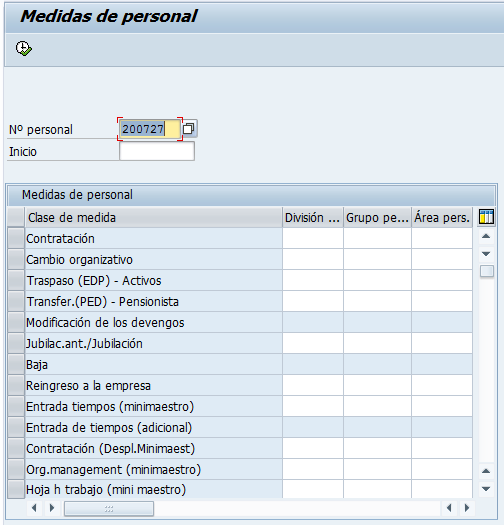 Medidas de personal
Nº personal 200727
Inicio
Medidas de personal
Clase de medida División ... Grupo pe... Área pers.
Contratación
Cambio organizativo
Traspaso (EDP) - Activos
Transfer.(PED) - Pensionista
Modificación de los devengos
Jubilac.ant./Jubilación
Baja
Reingreso a la empresa
Entrada tiempos (minimaestro)
Entrada de tiempos (adicional)
Contratación (Despl.Minimaest)
Org.management (minimaestro)
Hoja h trabajo (mini maestro)